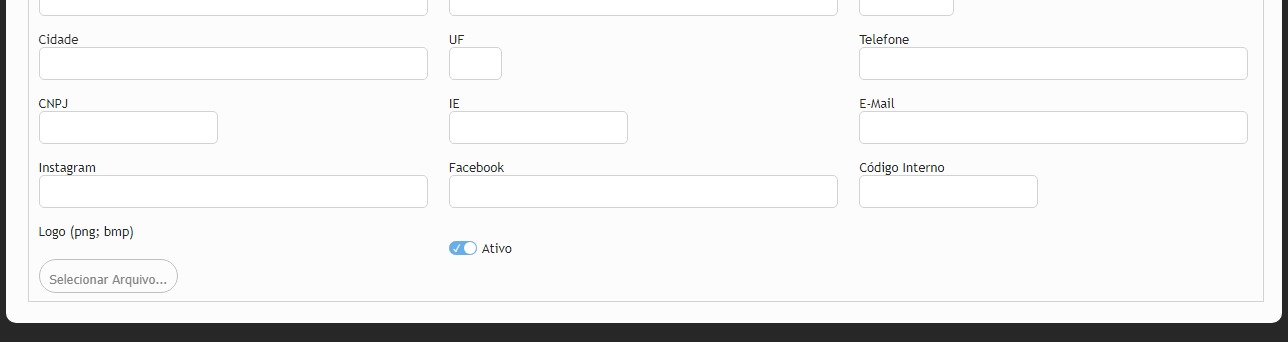 Cidade
UF
Telefone
CNPJ
IE
E-Mail
Instagram
Facebook
Código Interno
Logo (png; bmp)
Ativo
Selecionar Arquivo...